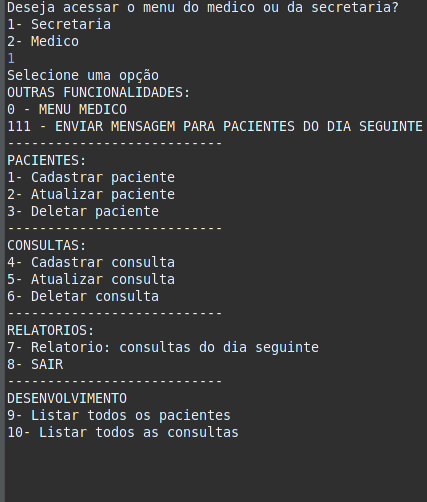 Deseja acessar o menu do medico ou da secretaria?
1- Secretaria
2- Medico
1
Selecione uma opção
OUTRAS FUNCIONALIDADES:
0 - MENU MEDICO
111 - ENVIAR MENSAGEM PARA PACIENTES DO DIA SEGUINTE
---------------------------
PACIENTES:
1- Cadastrar paciente
2- Atualizar paciente
3- Deletar paciente
---------------------------
CONSULTAS:
4- Cadastrar consulta
5- Atualizar consulta
6- Deletar consulta
---------------------------
RELATORIOS:
7- Relatorio: consultas do dia seguinte
8- SAIR
---------------------------
DESENVOLVIMENTO
9- Listar todos os pacientes
10- Listar todos as consultas